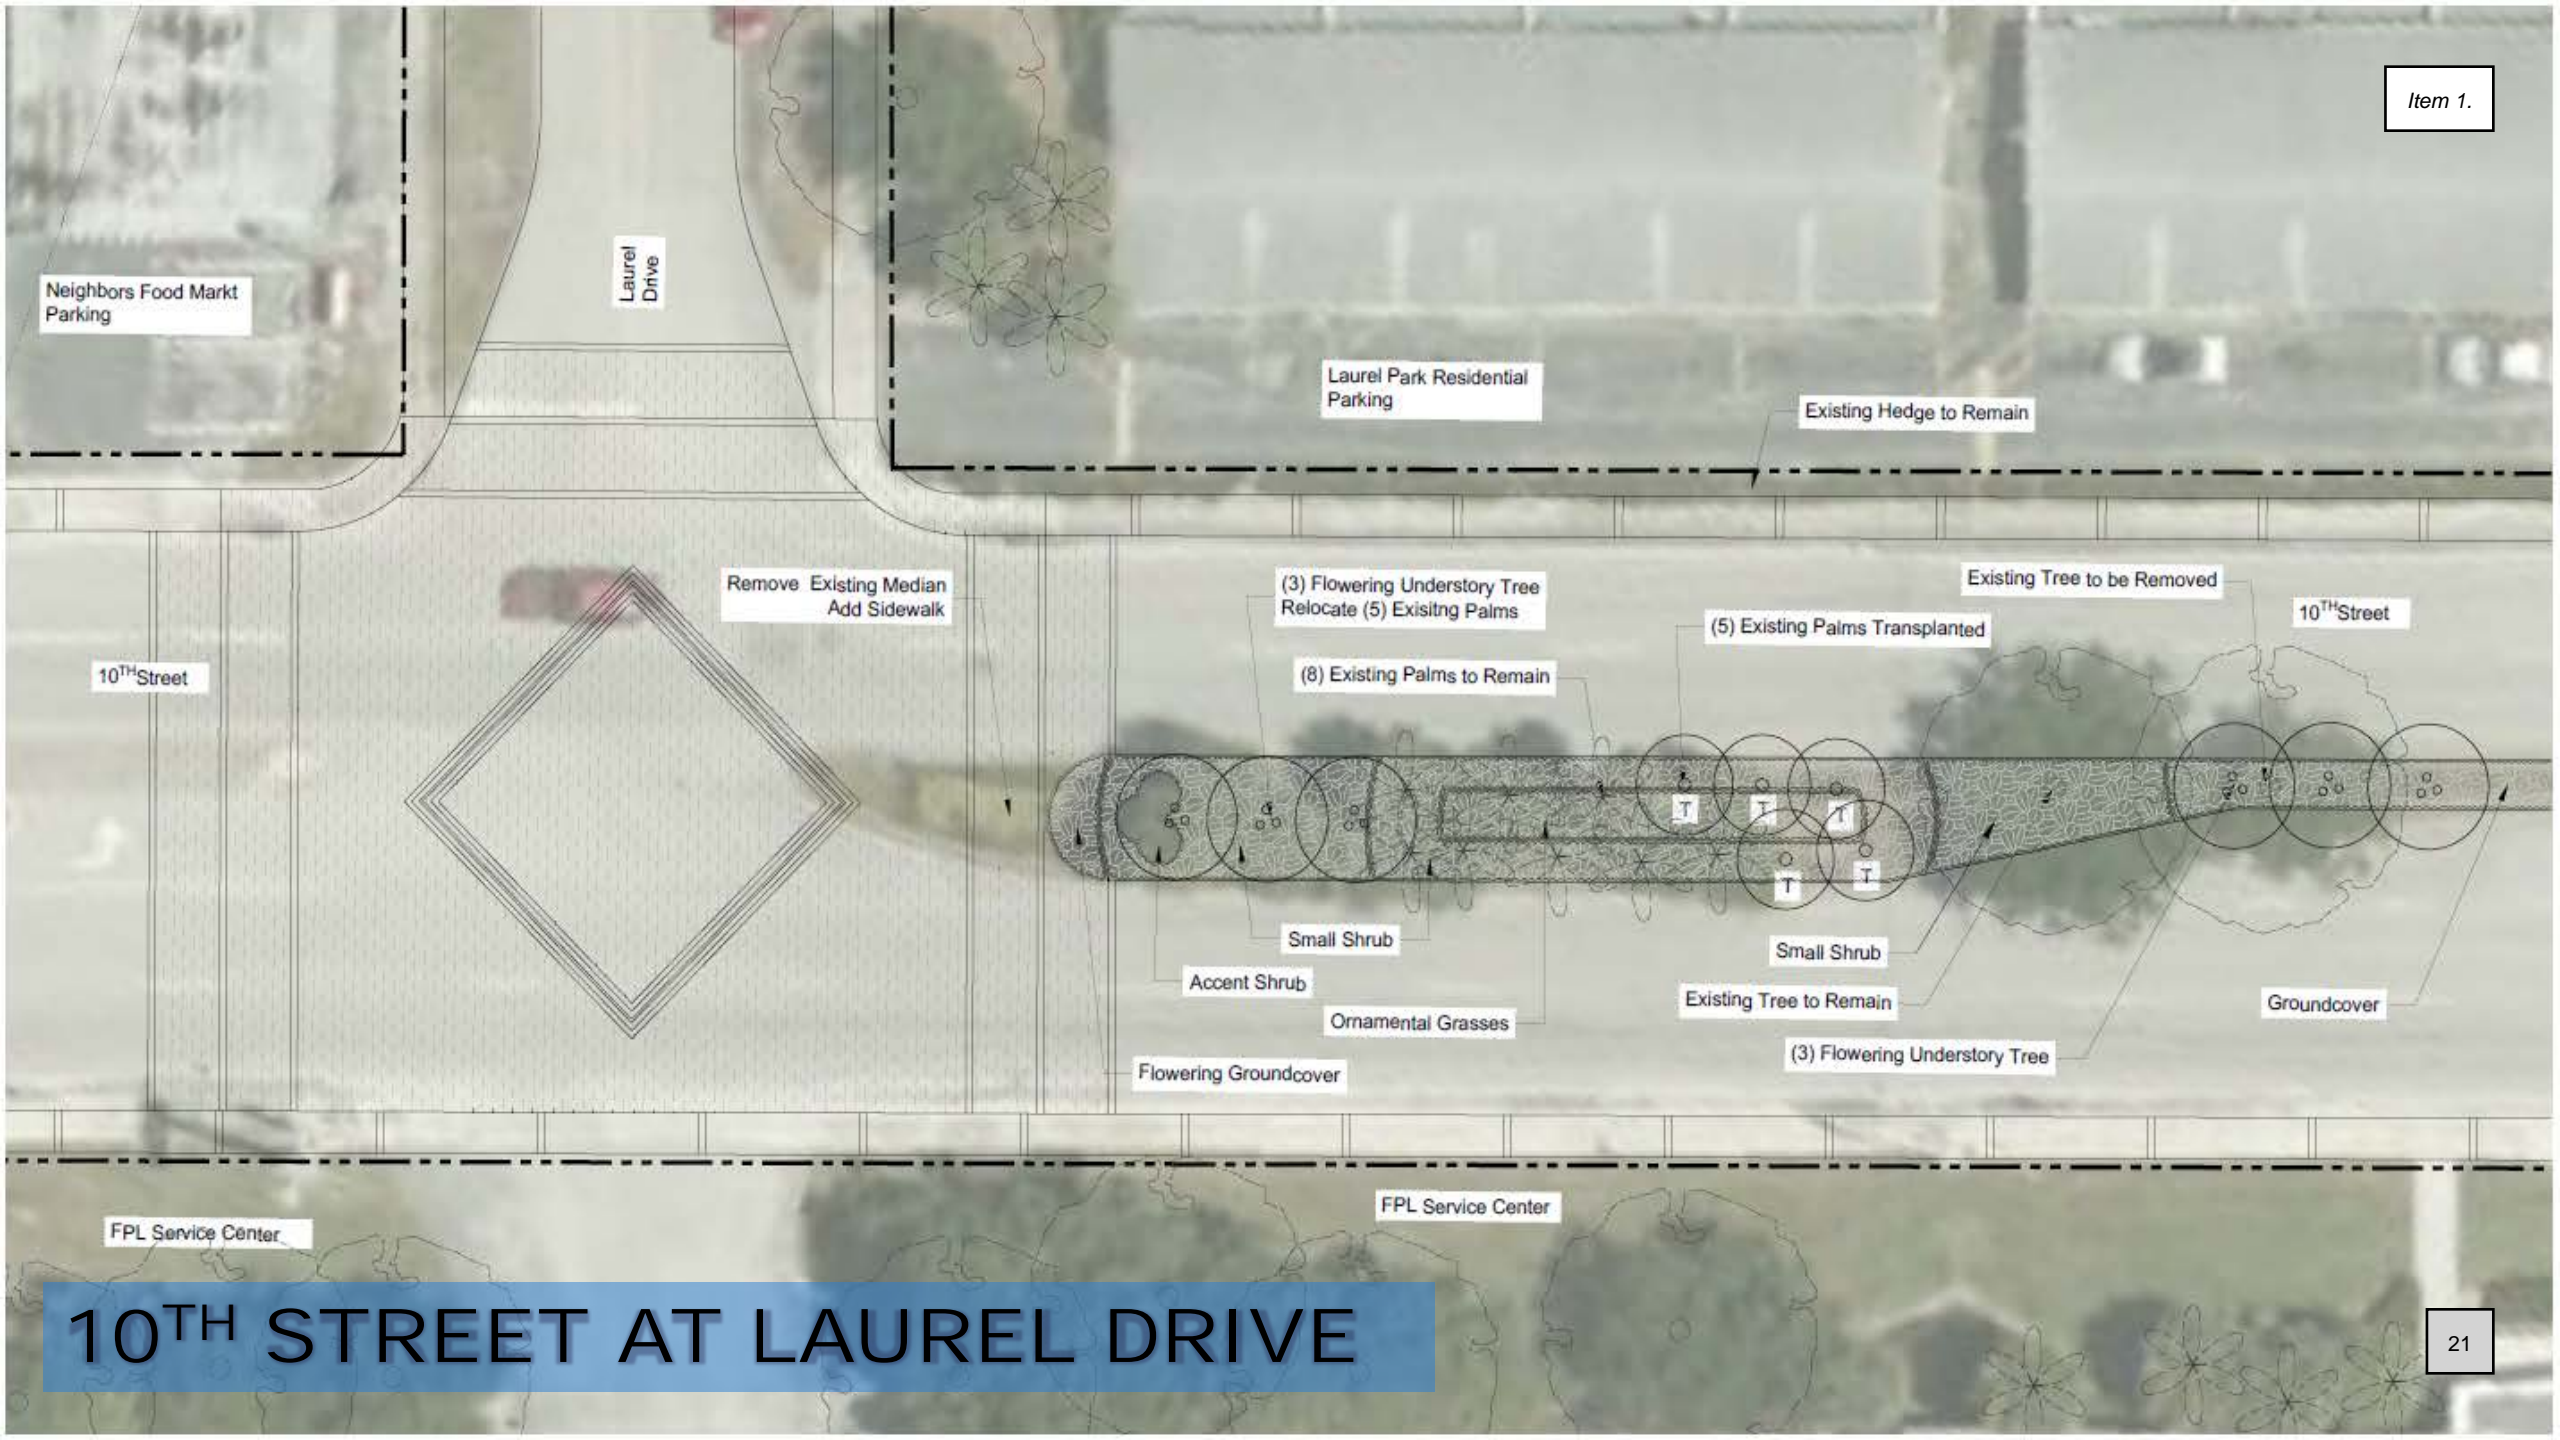 Item 1.
Laurel
Drive
Neighbors Food Markt
Parking
Laurel Park Residential
Parking
Existing Hedge to Remain
Remove Existing Median
Add Sidewalk
(3) Flowering Understory Tree
Relocate (5) Exisitng Palms
Existing Tree to be Removed
10THStreet
(5) Existing Palms Transplanted
10THStreet
(8) Existing Palms to Remain
T
T
T
T
T
Small Shrub
Small Shrub
Accent Shrub
Existing Tree to Remain
Groundcover
Ornamental Grasses
(3) Flowering Understory Tree
Flowering Groundcover
FPL Service Center
FPL Service Center
10TH STREET AT LAUREL DRIVE
21